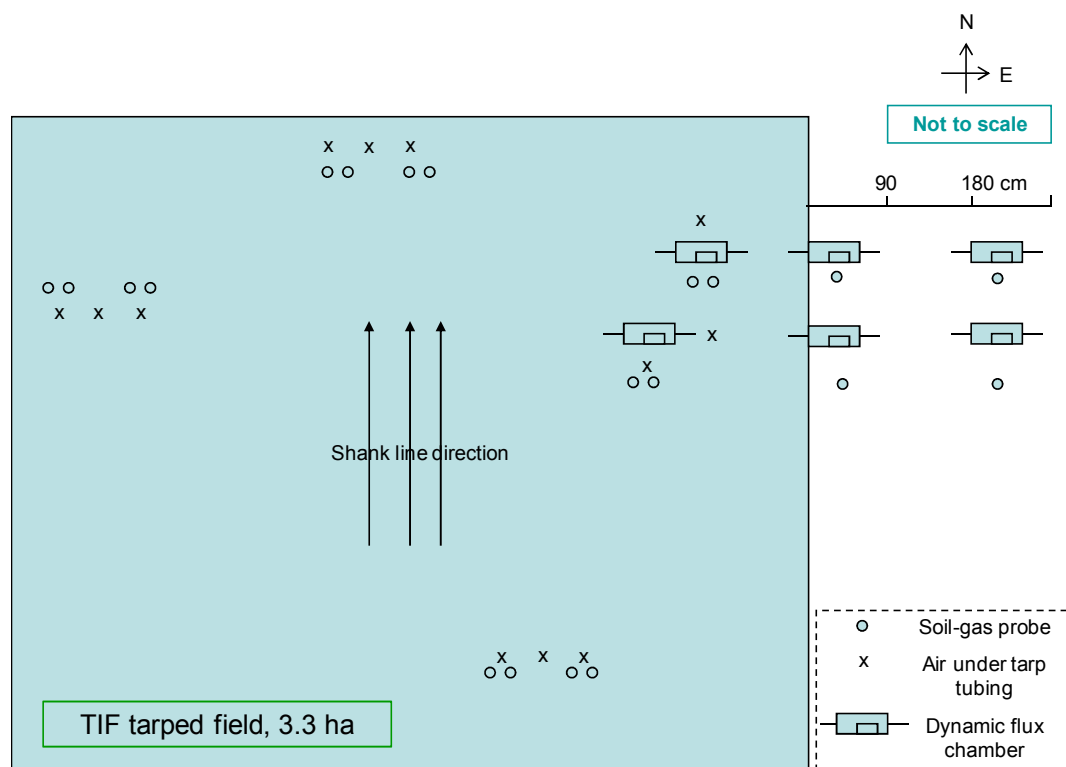 N
E
Not to scale
90
180 cm
x x x
x
x x x
x
x
Shank line direction
x x x
TIF tarped field, 3.3 ha
Soil-gas probe
x
Air under tarp
tubing
Dynamic flux
chamber